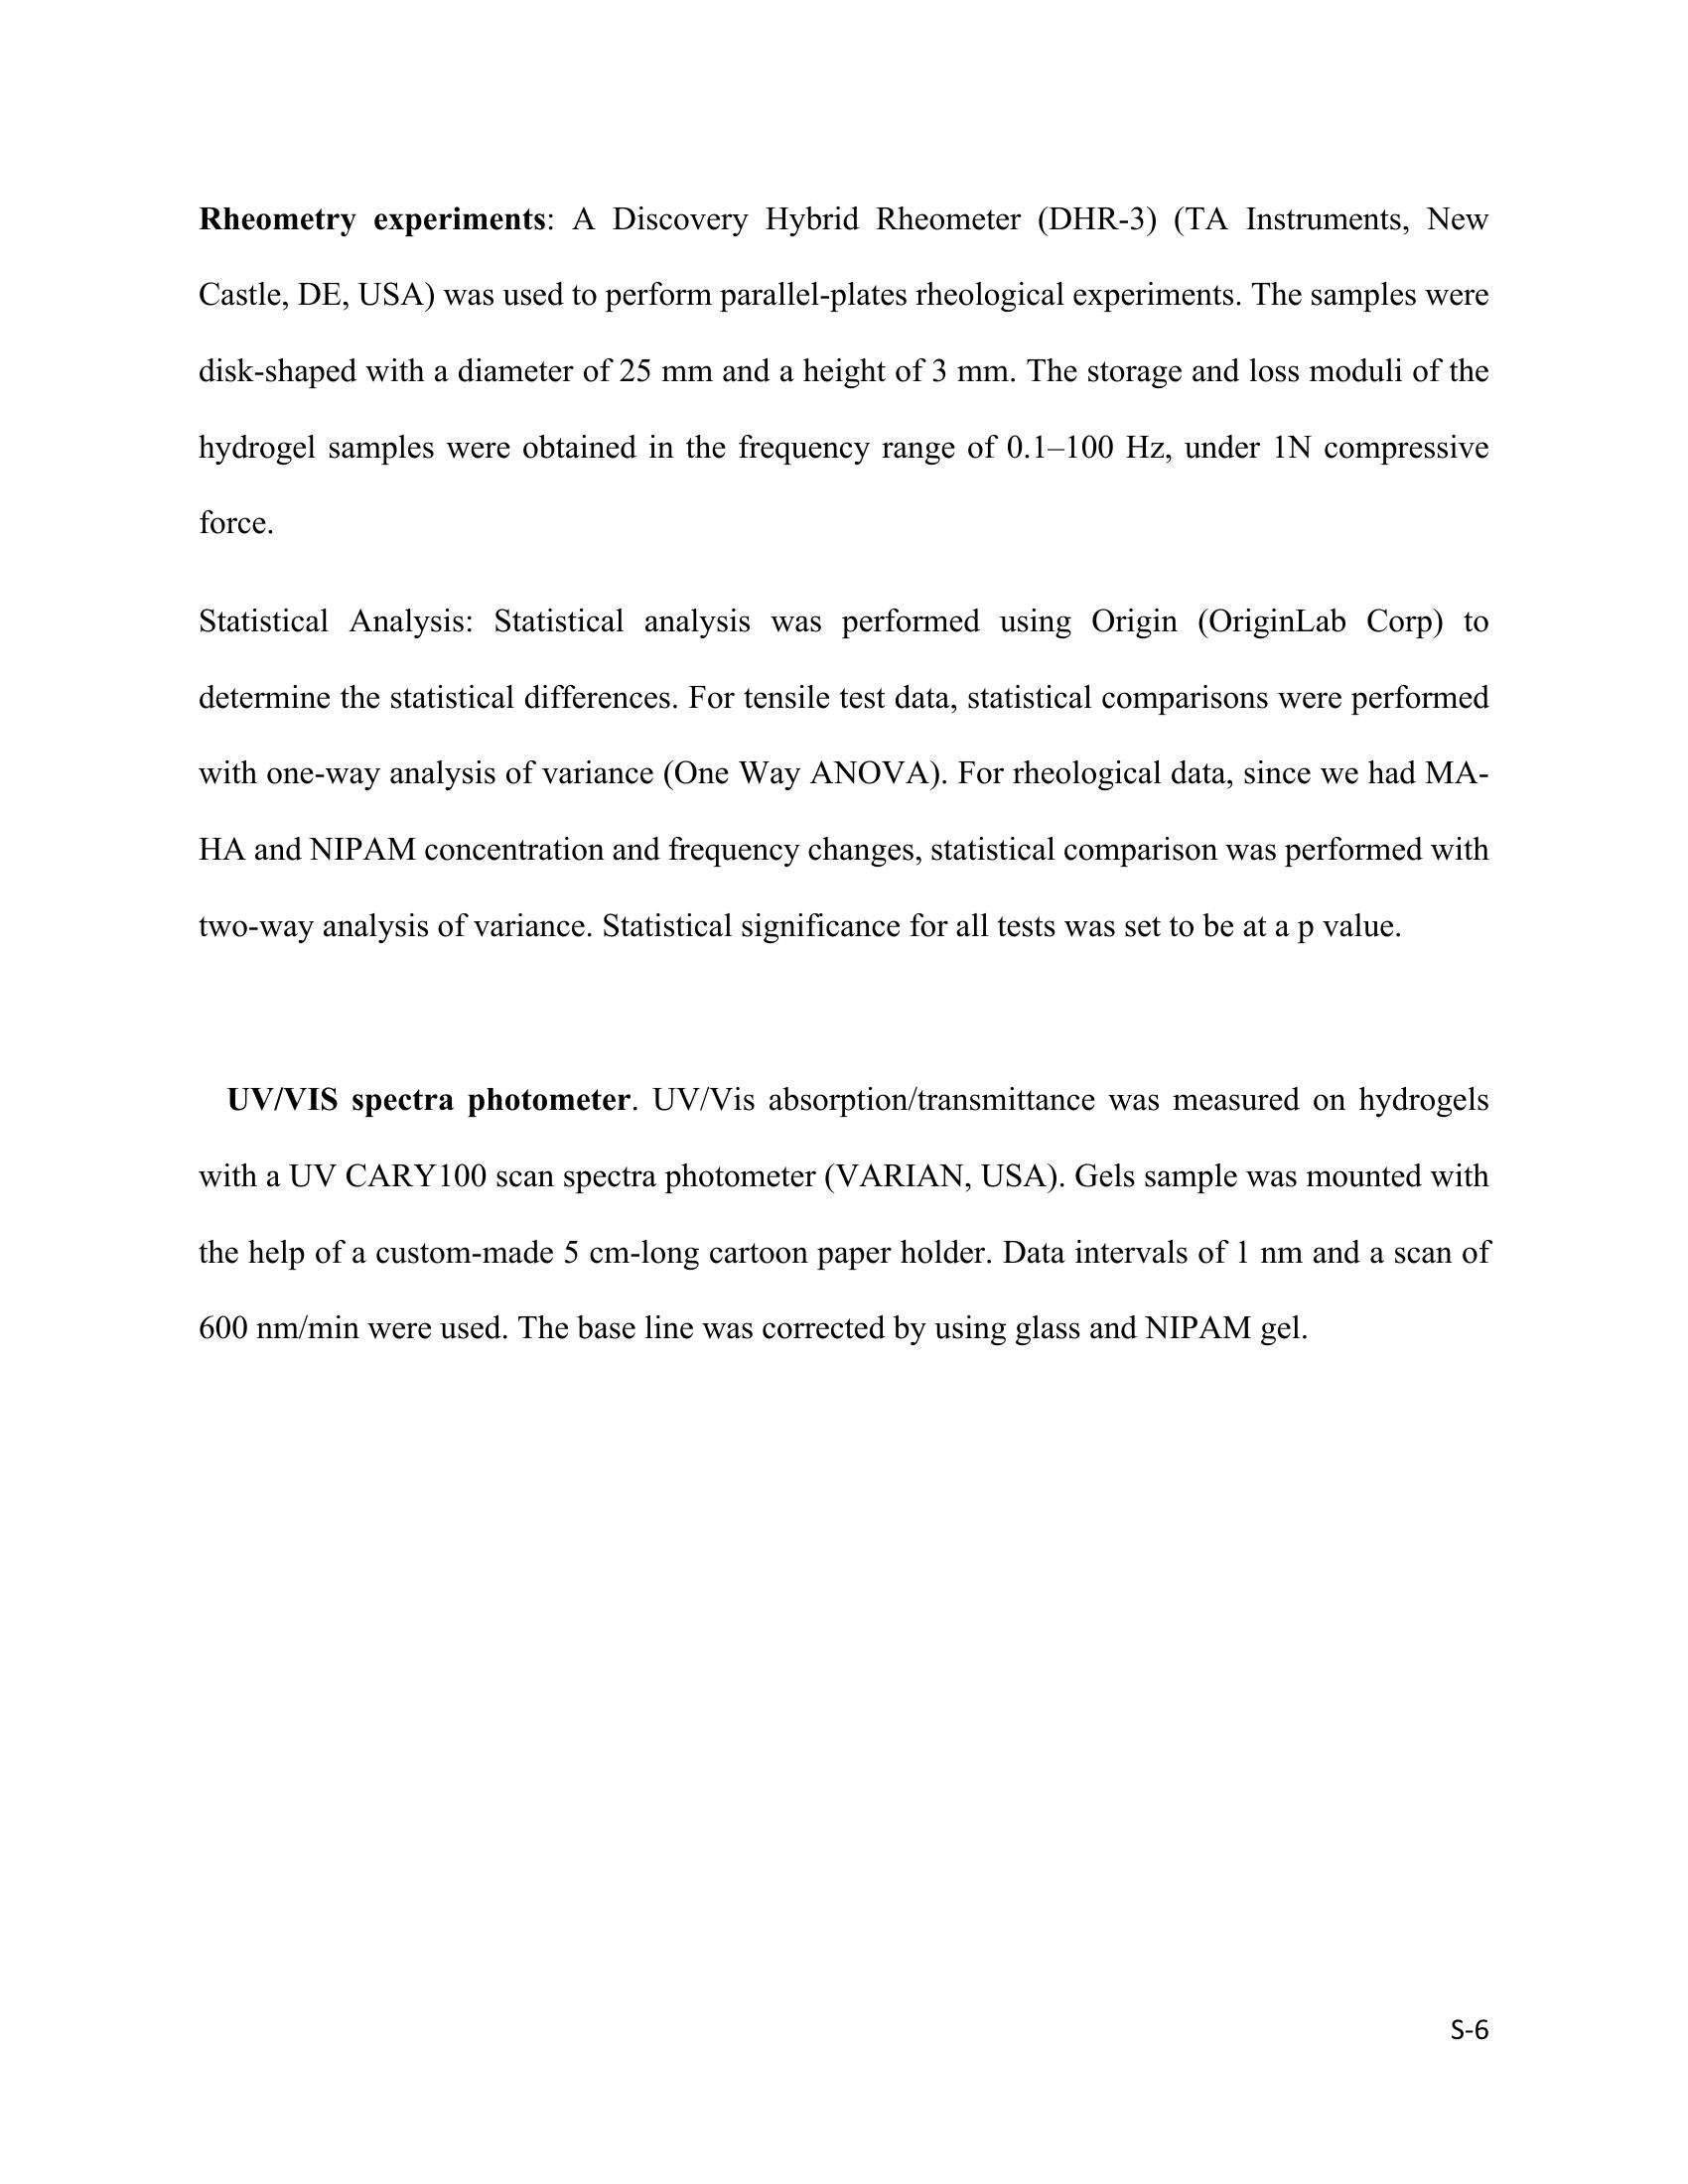 Rheometry experiments: A Discovery Hybrid Rheometer (DHR-3) (TA Instruments, New
Castle, DE, USA) was used to perform parallel-plates rheological experiments. The samples were
disk-shaped with a diameter of 25 mm and a height of 3 mm. The storage and loss moduli of the
hydrogel samples were obtained in the frequency range of 0.1–100 Hz, under 1N compressive
force.
Statistical Analysis: Statistical analysis was performed using Origin (OriginLab Corp) to
determine the statistical differences. For tensile test data, statistical comparisons were performed
with one-way analysis of variance (One Way ANOVA). For rheological data, since we had MA-
HA and NIPAM concentration and frequency changes, statistical comparison was performed with
two-way analysis of variance. Statistical significance for all tests was set to be at a p value.
UV/VIS spectra photometer. UV/Vis absorption/transmittance was measured on hydrogels
with a UV CARY100 scan spectra photometer (VARIAN, USA). Gels sample was mounted with
the help of a custom-made 5 cm-long cartoon paper holder. Data intervals of 1 nm and a scan of
600 nm/min were used. The base line was corrected by using glass and NIPAM gel.
S-6